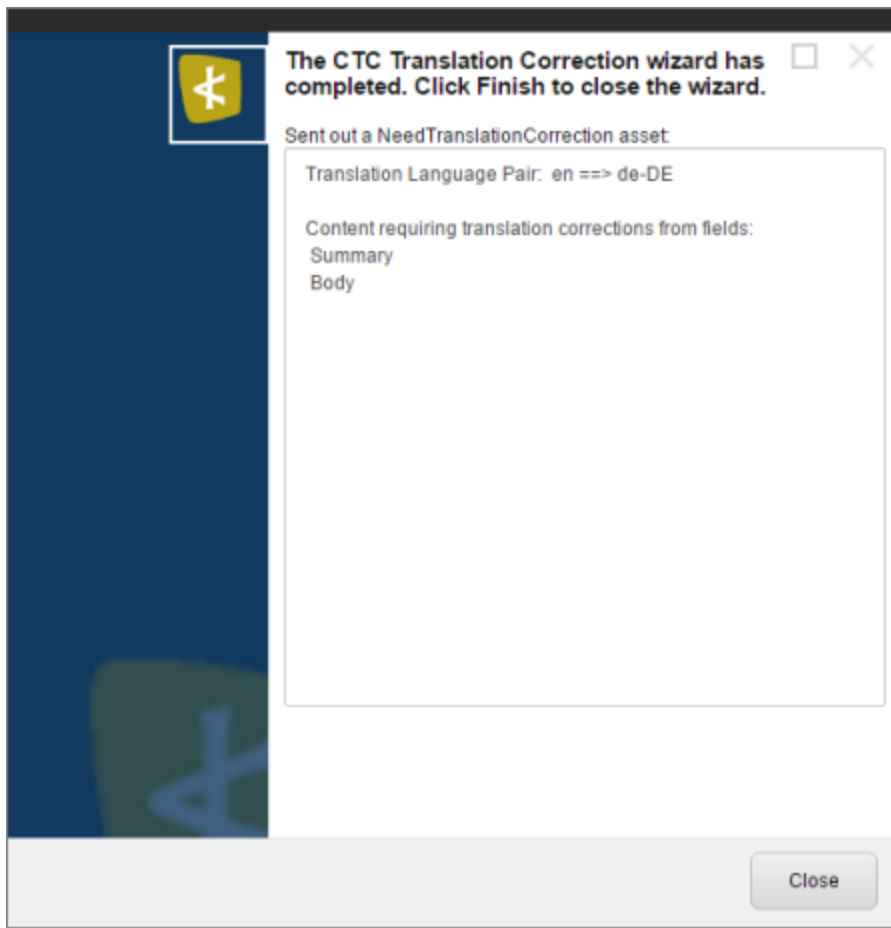 The CTC Translation Correction wizard has
completed. Click Finish to close the wizard.
Sent out a NeedTranslationCorrection asset:
Translation Language Pair:  en ==> de-DE
Content requiring translation corrections from fields:
Summary
Body
Close